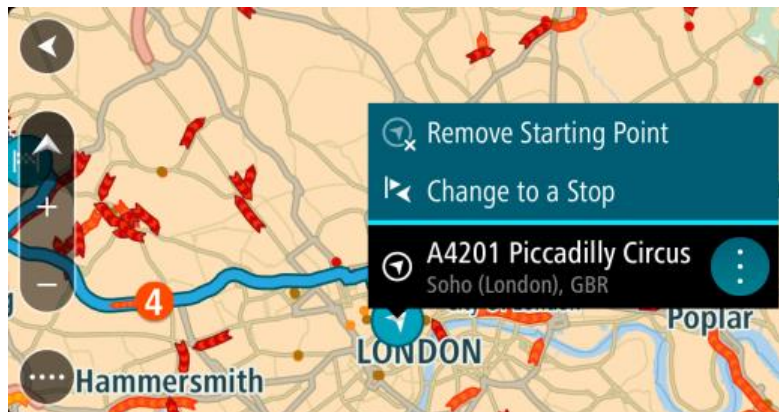 Remove Starting Point
Change to a Stop
A4201 Piccadilly Circus
Soho (London), GBR
4
Poplar
LONDON
Hammersmith